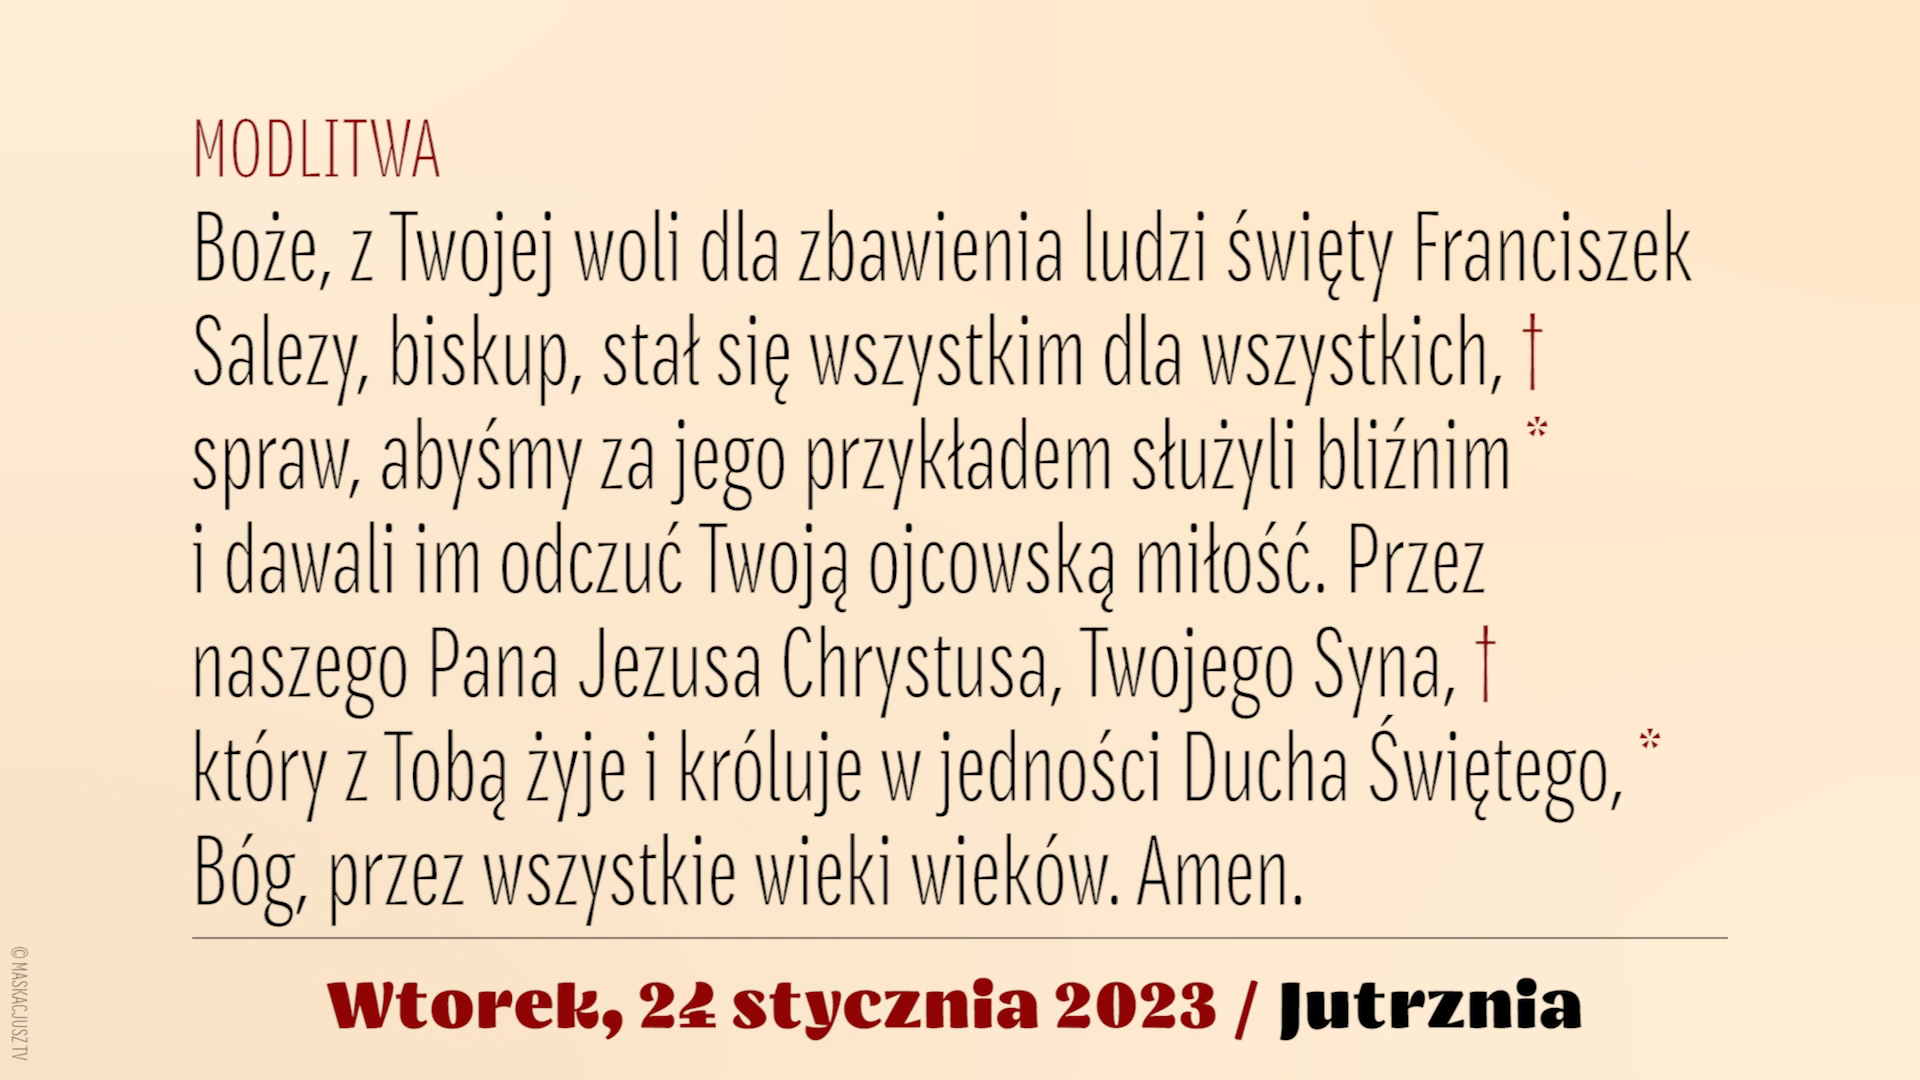 MODLITWA
Boże, z Twojej woli dla zbawienia ludzi święty Franciszek
Salezy, biskup, stał się wszystkim dla wszystkich, †
spraw, abyśmy za jego przykładem służyli bliźnim *
i dawali im odczuć Twoją ojcowską miłość. Przez
naszego Pana Jezusa Chrystusa, Twojego Syna, †
który z Tobą żyje i króluje w jedności Ducha Świętego, *
Bóg, przez wszystkie wieki wieków. Amen.
Wtorek, 24 stycznia 2023 / Jutrznia
© MASKACJUSZ TV